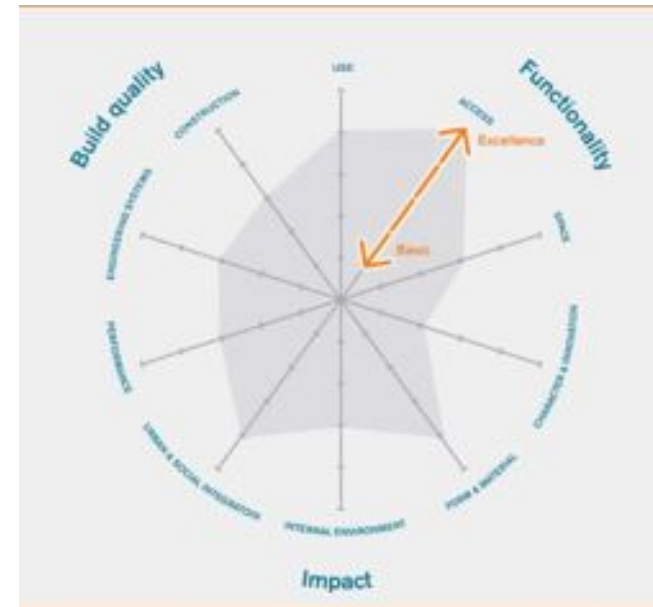 USE
Build quality
Functionality
CONSTRUCTION
ACCESS
Excellence
ENGINEERING SYSTEMS
Basic
SPACE
PERFORMANCE
CHARACTER & INNOVATION
URBAN & SOCIAL INTEGRATION
FORM & MATERIAL
INTERNAL ENVIRONMENT
Impact